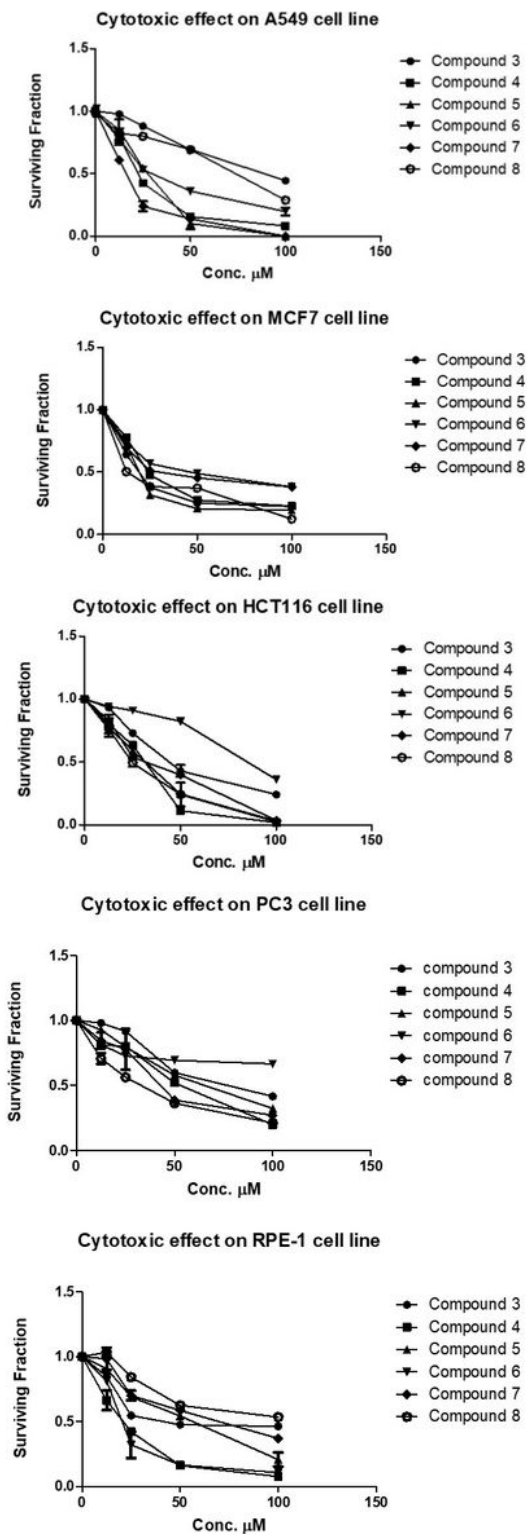 Cytotoxic effect on A549 cell line
Surviving Fraction
1.5
1.0
0.5
0.0
0
50
100
150
Conc. μM
Compound 3
Compound 4
Compound 5
Compound 6
Compound 7
Compound 8
Cytotoxic effect on MCF7 cell line
Surviving Fraction
1.5
1.0
0.5
0.0
0
50
100
150
Conc. μM
Compound 3
Compound 4
Compound 5
Compound 6
Compound 7
Compound 8
Cytotoxic effect on HCT116 cell line
Surviving Fraction
1.5
1.0
0.5
0.0
0
50
100
150
Conc. μM
Compound 3
Compound 4
Compound 5
Compound 6
Compound 7
Compound 8
Cytotoxic effect on PC3 cell line
Surviving Fraction
1.5
1.0
0.5
0.0
0
50
100
150
Conc. μM
compound 3
compound 4
compound 5
compound 6
compound 7
compound 8
Cytotoxic effect on RPE-1 cell line
Surviving Fraction
1.5
1.0
0.5
0.0
0
50
100
150
Conc. μM
Compound 3
Compound 4
Compound 5
Compound 6
Compound 7
Compound 8